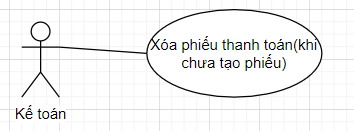 Xóa phiếu thanh toán(khi
chưa tạo phiếu)
Kế toán